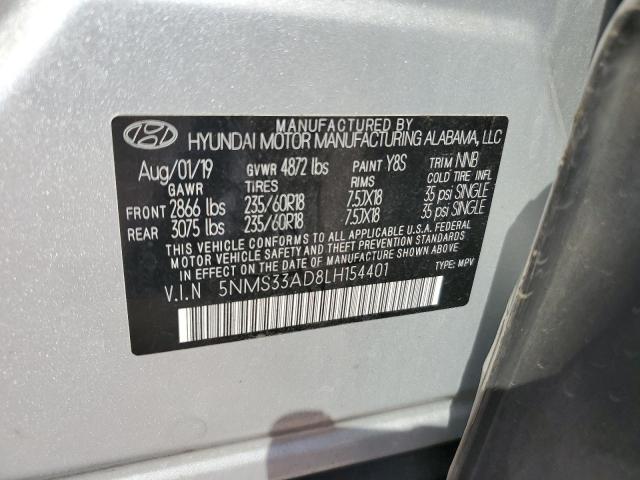 MANUFACTURED BY
HYUNDAI MOTOR MANUFACTURING ALABAMA, LLC
Aug/01/19 GVWR 4872 lbs PAINT Y8S TRIM NNB
GAWR TIRES RIMS COLD TIRE INFL
FRONT 2866 lbs 235/60R18 7.5JX18 35 psi SINGLE
REAR 3075 lbs 235/60R18 7.5JX18 35 psi SINGLE
THIS VEHICLE CONFORMS TO ALL APPLICABLE U.S.A. FEDERAL
MOTOR VEHICLE SAFETY AND THEFT PREVENTION STANDARDS
IN EFFECT ON THE DATE OF MANUFACTURE SHOWN ABOVE.
V.I.N 5NMS33AD8LH154401 TYPE: MPV